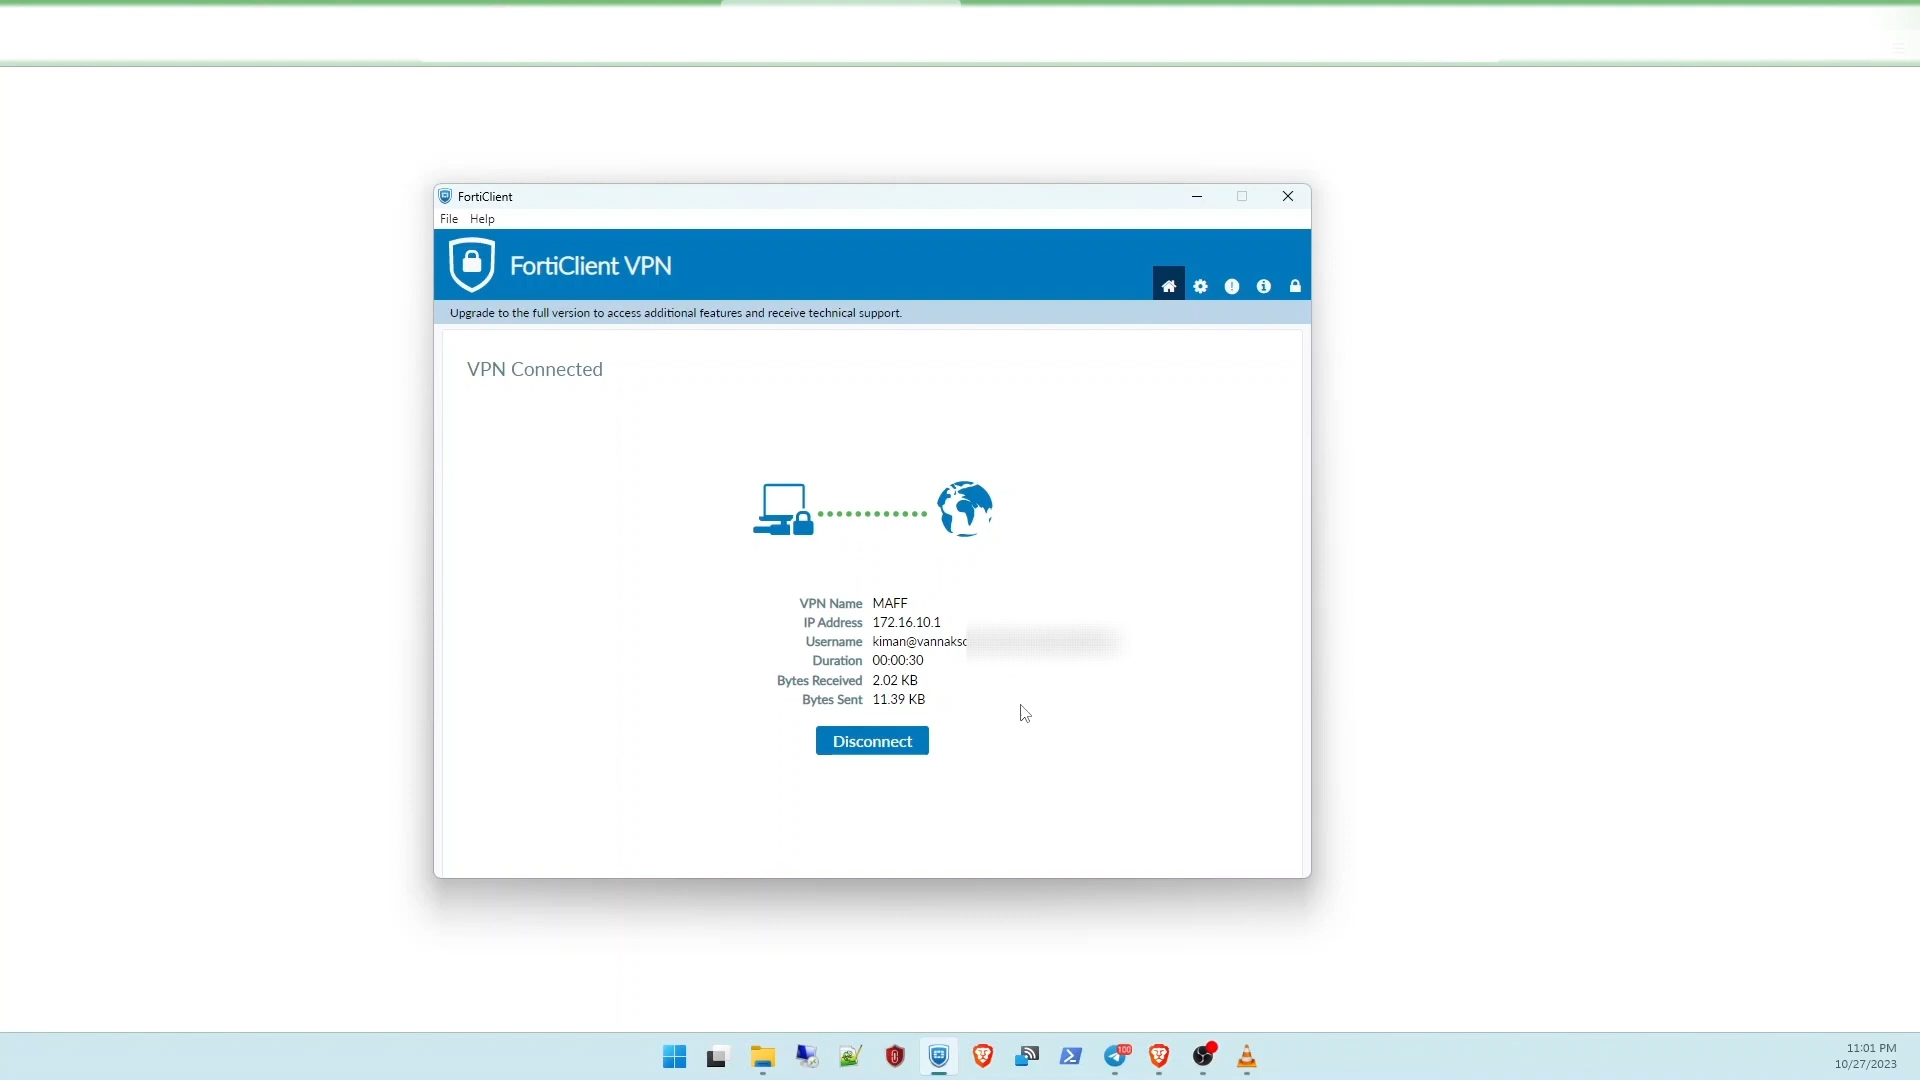 FortiClient
File Help
FortiClient VPN
Upgrade to the full version to access additional features and receive technical support.
VPN Connected
VPN Name MAFF
IP Address 172.16.10.1
Username kiman@vannaksc
Duration 00:00:30
Bytes Received 2.02 KB
Bytes Sent 11.39 KB
Disconnect
100
11:01 PM
10/27/2023